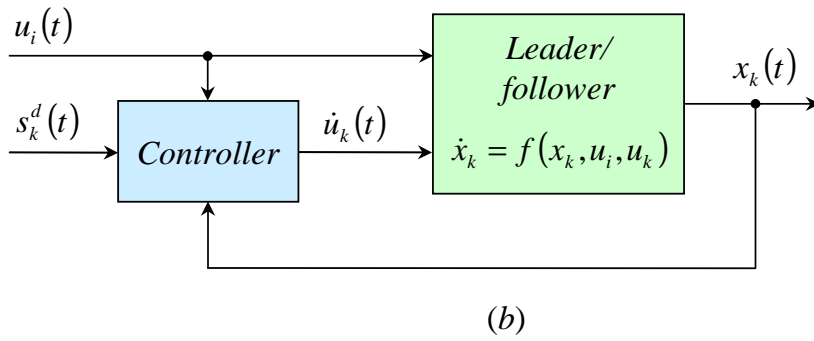 u_i(t)
s_k^d(t)
Controller
u̇_k(t)
Leader/
follower
ẋ_k = f(x_k, u_i, u_k)
x_k(t)
(b)